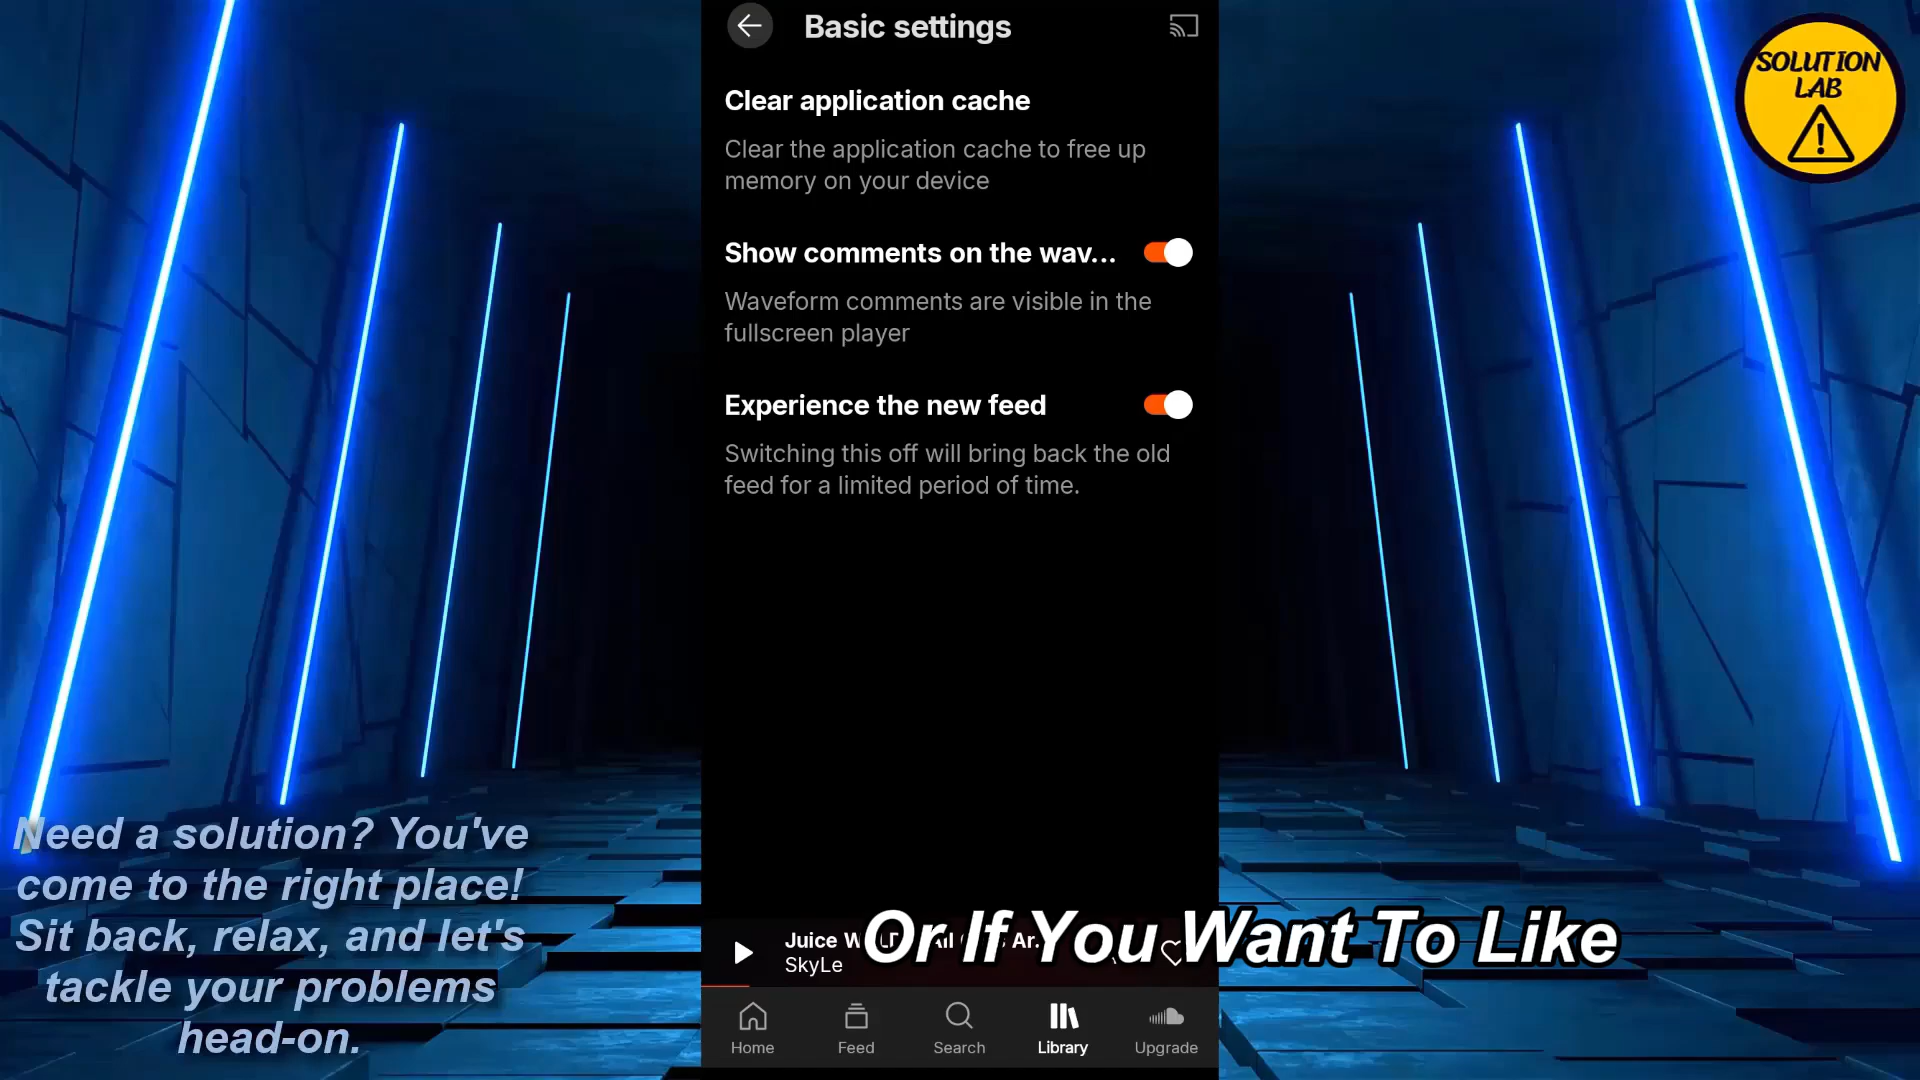 Basic settings
SOLUTION
LAB
Clear application cache
Clear the application cache to free up
memory on your device
Show comments on the wav...
Waveform comments are visible in the
fullscreen player
Experience the new feed
Switching this off will bring back the old
feed for a limited period of time.
Need a solution? You've
come to the right place!
Sit back, relax, and let's
tackle your problems
head-on.
Juice
SkyLe
Or If You Want To Like
Home
Feed
Search
Library
Upgrade